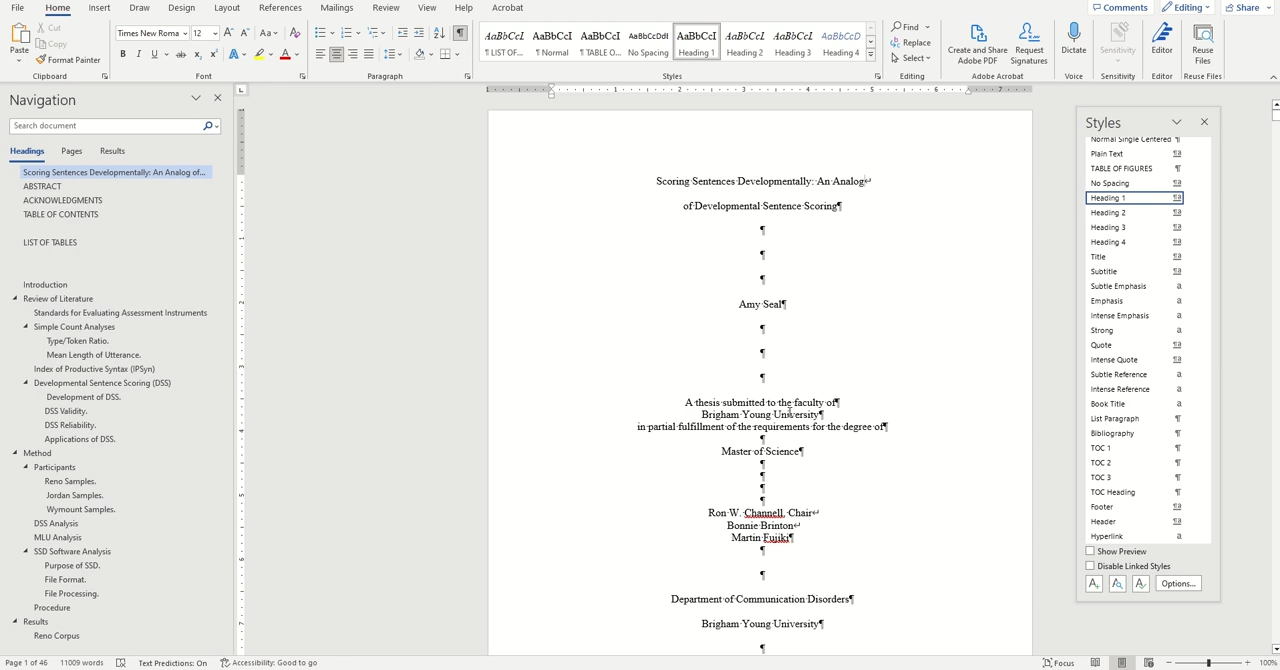 File Home Insert Draw Design Layout References Mailings Review View Help Acrobat Comments Editing Share
Paste Cut Copy Format Painter
Clipboard
Times New Roma 12
Font
Paragraph
AaBbCcI ¶ LIST OF... AaBbCcI ¶ Normal AaBbCcI ¶ TABLE O... AaBbCcDdI No Spacing AaBbCcI Heading 1 AaBbCcI Heading 2 AaBbCcI Heading 3 AaBbCcD Heading 4
Styles
Find
Replace
Select
Editing
Create and Share Adobe PDF Request Signatures
Adobe Acrobat
Dictate
Voice
Sensitivity
Sensitivity
Editor
Editor
Reuse Files
Reuse Files
Navigation
Search document
Headings Pages Results
Scoring Sentences Developmentally: An Analog of...
ABSTRACT
ACKNOWLEDGMENTS
TABLE OF CONTENTS
LIST OF TABLES
Introduction
Review of Literature
Standards for Evaluating Assessment Instruments
Simple Count Analyses
Type/Token Ratio.
Mean Length of Utterance.
Index of Productive Syntax (IPSyn)
Developmental Sentence Scoring (DSS)
Development of DSS.
DSS Validity.
DSS Reliability.
Applications of DSS.
Method
Participants
Reno Samples.
Jordan Samples.
Wymount Samples.
DSS Analysis
MLU Analysis
SSD Software Analysis
Purpose of SSD.
File Format.
File Processing.
Procedure
Results
Reno Corpus
Scoring Sentences Developmentally: An Analog
of Developmental Sentence Scoring¶
¶
¶
¶
Amy Seal¶
¶
¶
¶
A thesis submitted to the faculty of¶
Brigham Young University¶
in partial fulfillment of the requirements for the degree of¶
¶
Master of Science¶
¶
¶
¶
¶
Ron W. Channell, Chair
Bonnie Brinton
Martin Fujiki¶
¶
¶
Department of Communication Disorders¶
Brigham Young University¶
¶
Styles
Normal Single Centered ¶
Plain Text ¶a
TABLE OF FIGURES ¶
No Spacing ¶a
Heading 1 ¶a
Heading 2 ¶a
Heading 3 ¶a
Heading 4 ¶a
Title ¶a
Subtitle ¶a
Subtle Emphasis a
Emphasis a
Intense Emphasis a
Strong a
Quote ¶a
Intense Quote ¶a
Subtle Reference a
Intense Reference a
Book Title a
List Paragraph ¶
Bibliography ¶
TOC 1 ¶
TOC 2 ¶
TOC 3 ¶
TOC Heading ¶
Footer ¶a
Header ¶a
Hyperlink a
Show Preview
Disable Linked Styles
Options...
Page 1 of 46 11009 words Text Predictions: On Accessibility: Good to go Focus 100%